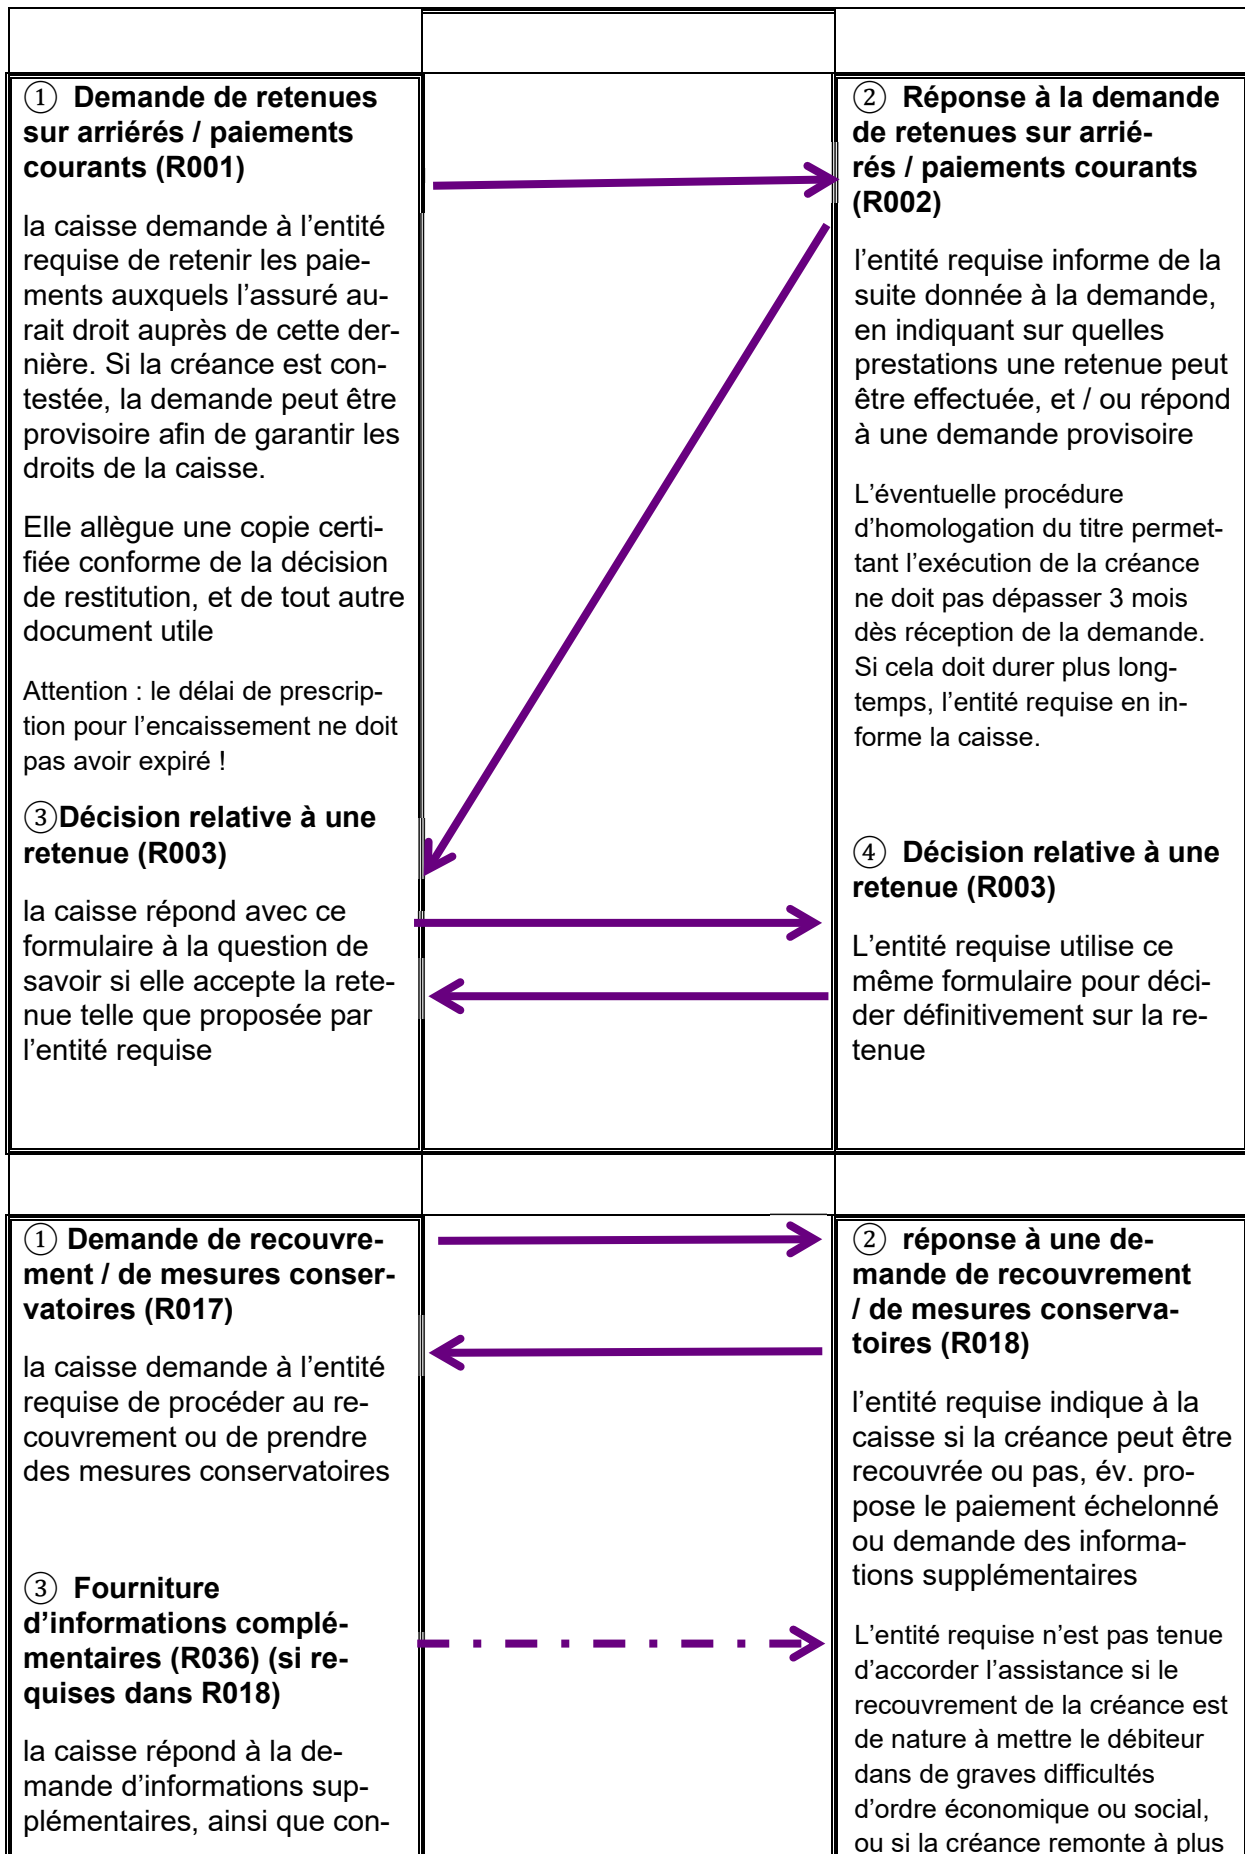 ① Demande de retenues
sur arriérés / paiements
courants (R001)
la caisse demande à l’entité
requise de retenir les paie-
ments auxquels l’assuré au-
rait droit auprès de cette der-
nière. Si la créance est con-
testée, la demande peut être
provisoire afin de garantir les
droits de la caisse.
Elle allègue une copie certi-
fiée conforme de la décision
de restitution, et de tout autre
document utile
Attention : le délai de prescrip-
tion pour l’encaissement ne doit
pas avoir expiré !
③Décision relative à une
retenue (R003)
la caisse répond avec ce
formulaire à la question de
savoir si elle accepte la rete-
nue telle que proposée par
l’entité requise
② Réponse à la demande
de retenues sur arrié-
rés / paiements courants
(R002)
l’entité requise informe de la
suite donnée à la demande,
en indiquant sur quelles
prestations une retenue peut
être effectuée, et / ou répond
à une demande provisoire
L’éventuelle procédure
d’homologation du titre permet-
tant l’exécution de la créance
ne doit pas dépasser 3 mois
dès réception de la demande.
Si cela doit durer plus long-
temps, l’entité requise en in-
forme la caisse.
④ Décision relative à une
retenue (R003)
L’entité requise utilise ce
même formulaire pour déci-
der définitivement sur la re-
tenue
① Demande de recouvre-
ment / de mesures conser-
vatoires (R017)
la caisse demande à l’entité
requise de procéder au re-
couvrement ou de prendre
des mesures conservatoires
③ Fourniture
d’informations complé-
mentaires (R036) (si re-
quises dans R018)
la caisse répond à la de-
mande d’informations sup-
plémentaires, ainsi que con-
② réponse à une de-
mande de recouvrement
/ de mesures conserva-
toires (R018)
l’entité requise indique à la
caisse si la créance peut être
recouvrée ou pas, év. pro-
pose le paiement échelonné
ou demande des informa-
tions supplémentaires
L’entité requise n’est pas tenue
d’accorder l’assistance si le
recouvrement de la créance est
de nature à mettre le débiteur
dans de graves difficultés
d’ordre économique ou social,
ou si la créance remonte à plus